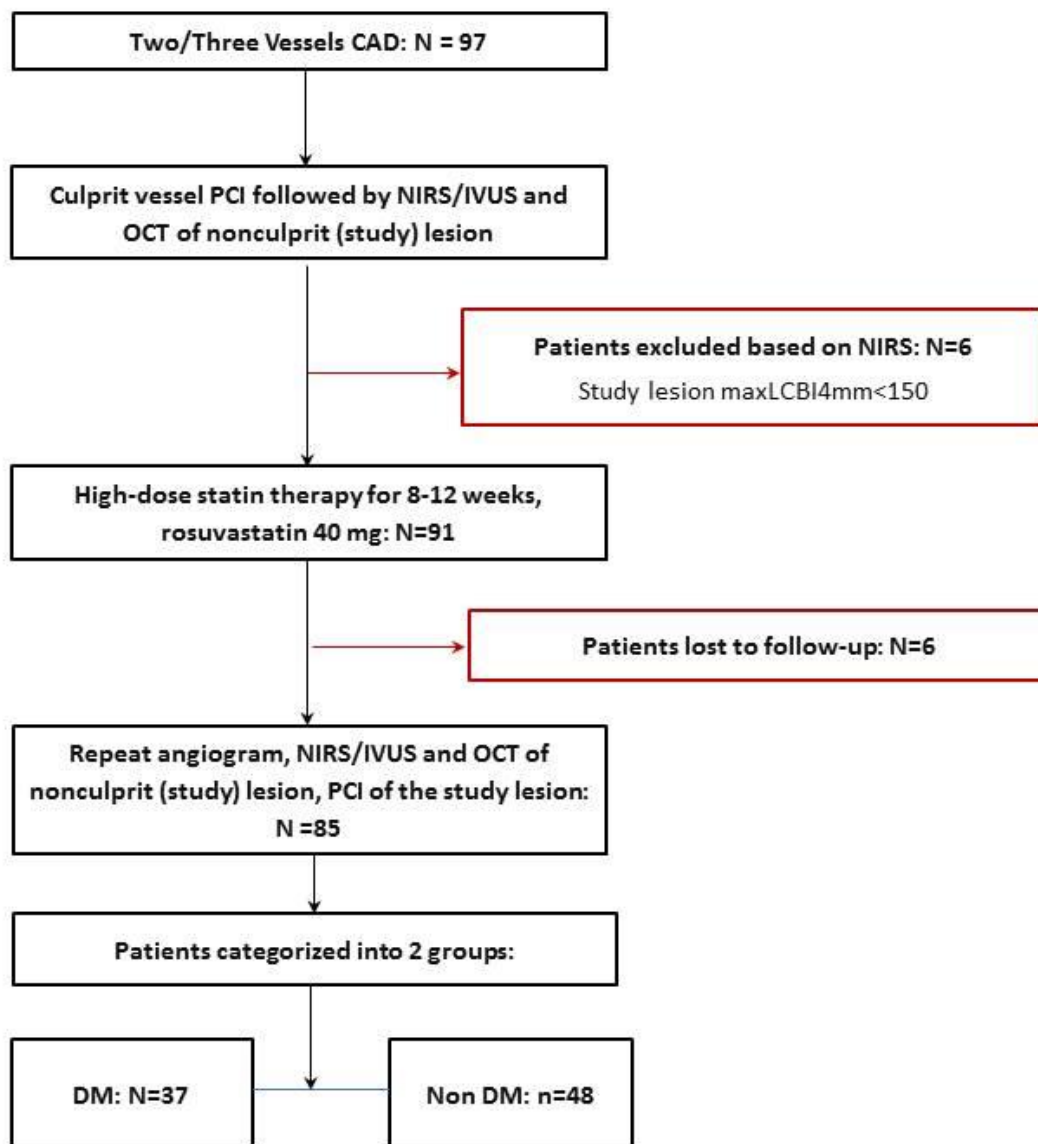 Two/Three Vessels CAD: N = 97
Culprit vessel PCI followed by NIRS/IVUS and
OCT of nonculprit (study) lesion
Patients excluded based on NIRS: N=6
Study lesion maxLCBI4mm<150
High-dose statin therapy for 8-12 weeks,
rosuvastatin 40 mg: N=91
Patients lost to follow-up: N=6
Repeat angiogram, NIRS/IVUS and OCT of
nonculprit (study) lesion, PCI of the study lesion:
N =85
Patients categorized into 2 groups:
DM: N=37
Non DM: n=48